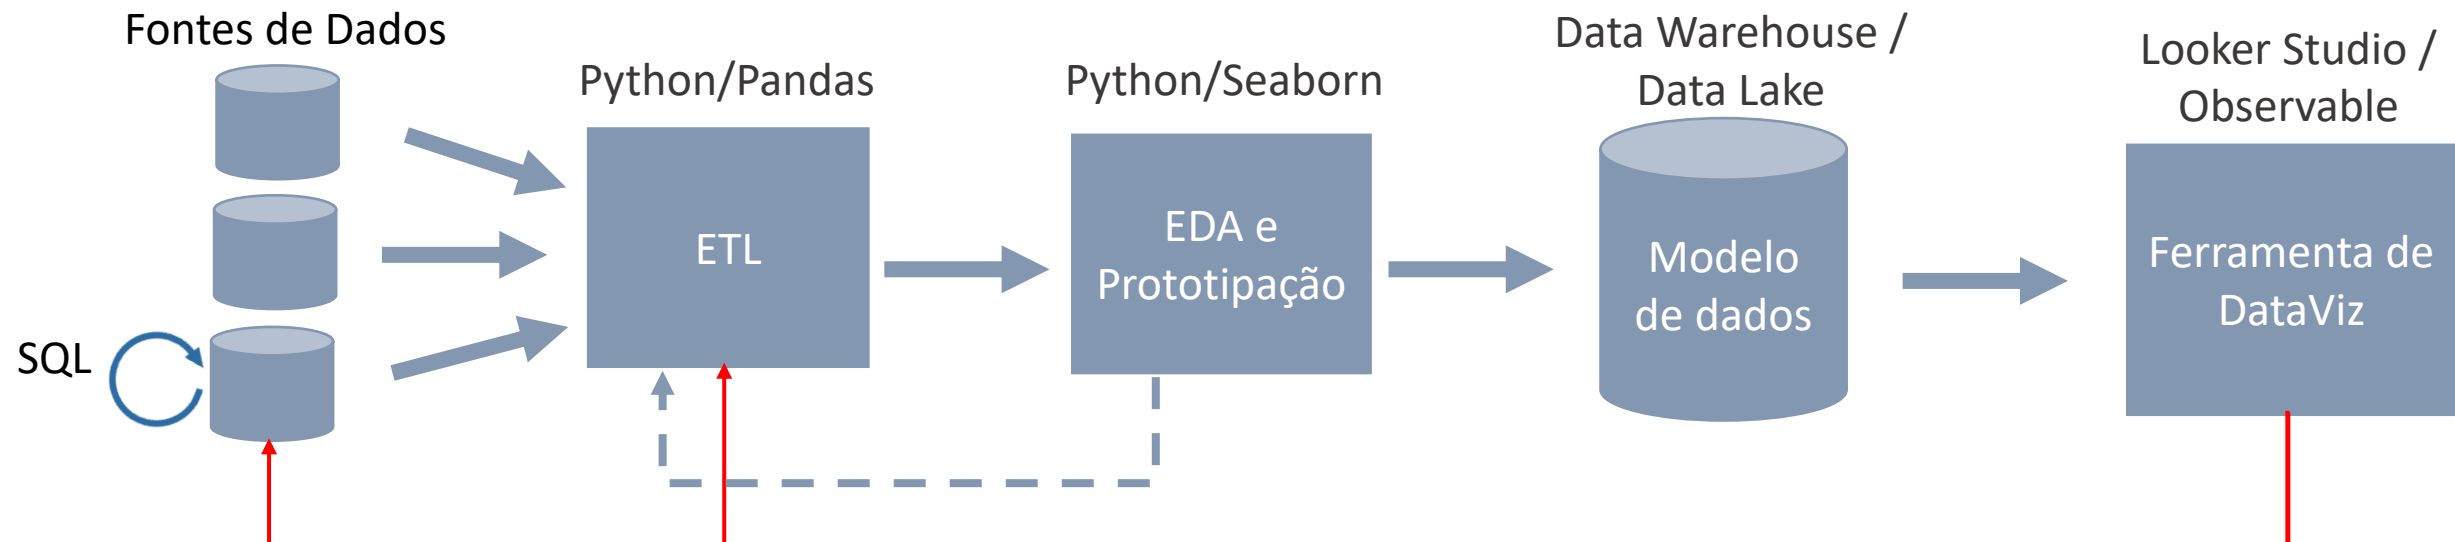 Fontes de Dados
SQL
Python/Pandas
ETL
Python/Seaborn
EDA e
Prototipação
Data Warehouse /
Data Lake
Modelo
de dados
Looker Studio /
Observable
Ferramenta de
DataViz